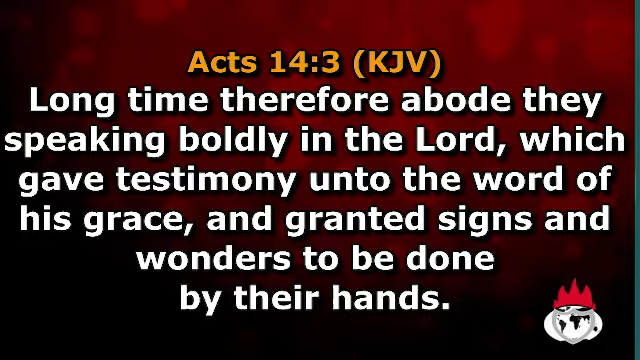 Acts 14:3 (KJV)
Long time therefore abode they
speaking boldly in the Lord, which
gave testimony unto the word of
his grace, and granted signs and
wonders to be done
by their hands.